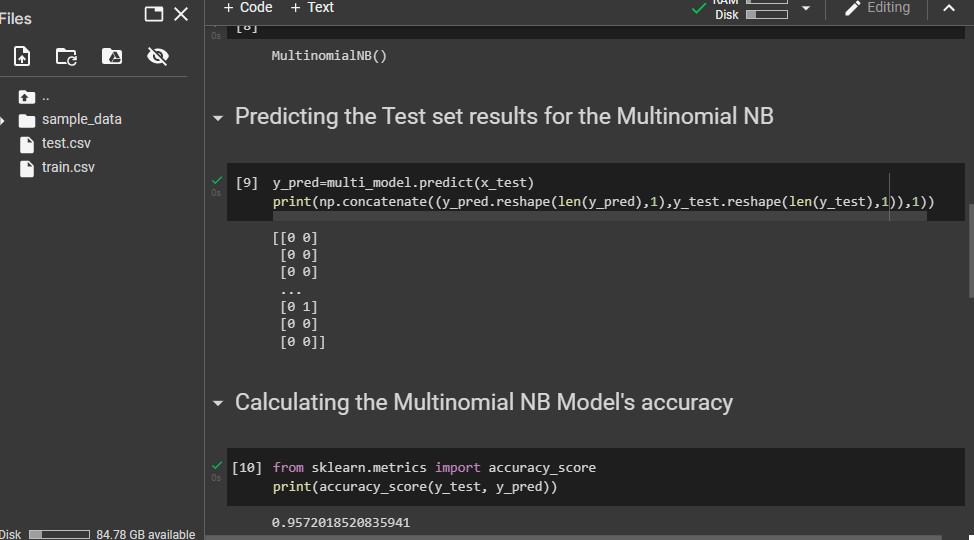 Files
+ Code + Text
RAM
Disk
Editing
..
sample_data
test.csv
train.csv
Disk
84.78 GB available
[8]
0s
MultinomialNB()
Predicting the Test set results for the Multinomial NB
[9]
0s
y_pred=multi_model.predict(x_test)
print(np.concatenate((y_pred.reshape(len(y_pred),1),y_test.reshape(len(y_test),1)),1))
[[0 0]
[0 0]
[0 0]
...
[0 1]
[0 0]
[0 0]]
Calculating the Multinomial NB Model's accuracy
[10]
0s
from sklearn.metrics import accuracy_score
print(accuracy_score(y_test, y_pred))
0.9572018520835941